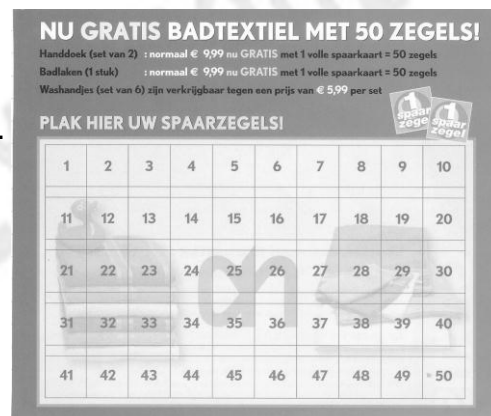 NU GRATIS BADTEXTIEL MET 50 ZEGELS!
Handdoek (set van 2) : normaal € 9,99 nu GRATIS met 1 volle spaarkaart = 50 zegels
Badlaken (1 stuk) : normaal € 9,99 nu GRATIS met 1 volle spaarkaart = 50 zegels
Washandjes (set van 6) zijn verkrijgbaar tegen een prijs van € 5,99 per set
1 spaar zegel
1 spaar zegel
PLAK HIER UW SPAARZEGELS!
1 2 3 4 5 6 7 8 9 10
11 12 13 14 15 16 17 18 19 20
21 22 23 24 25 26 27 28 29 30
31 32 33 34 35 36 37 38 39 40
41 42 43 44 45 46 47 48 49 50